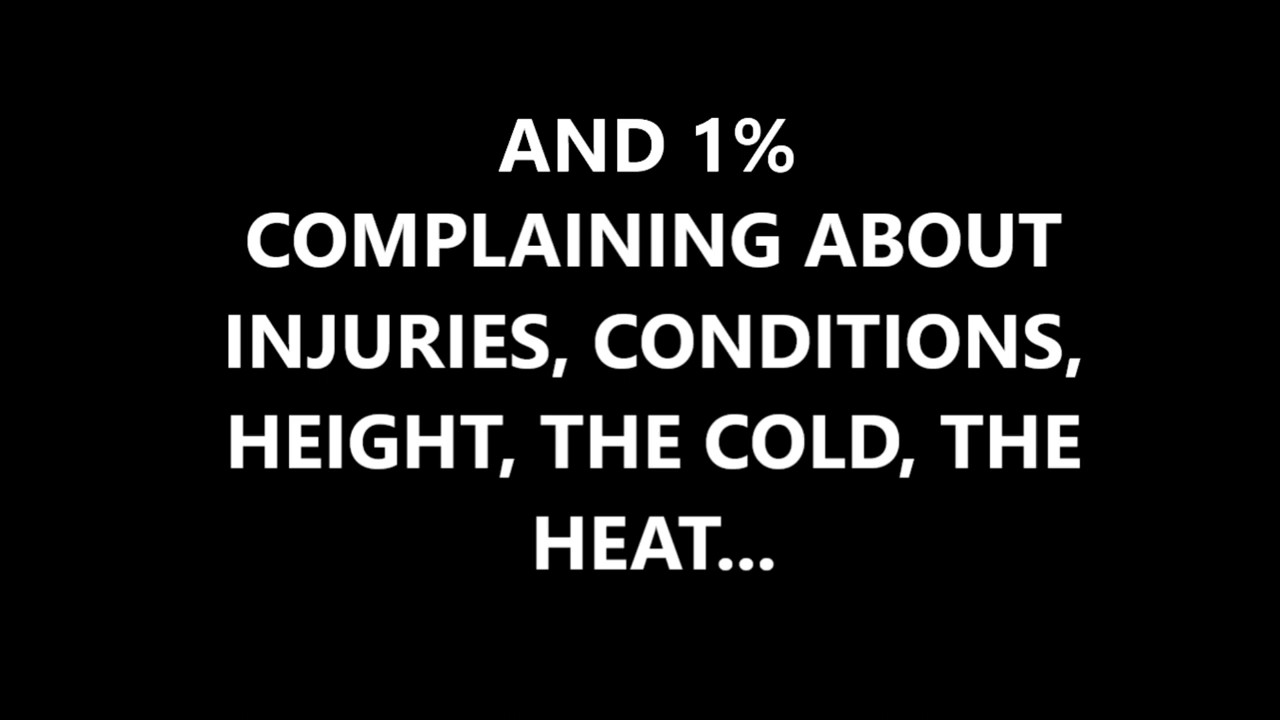 AND 1%
COMPLAINING ABOUT
INJURIES, CONDITIONS,
HEIGHT, THE COLD, THE
HEAT...